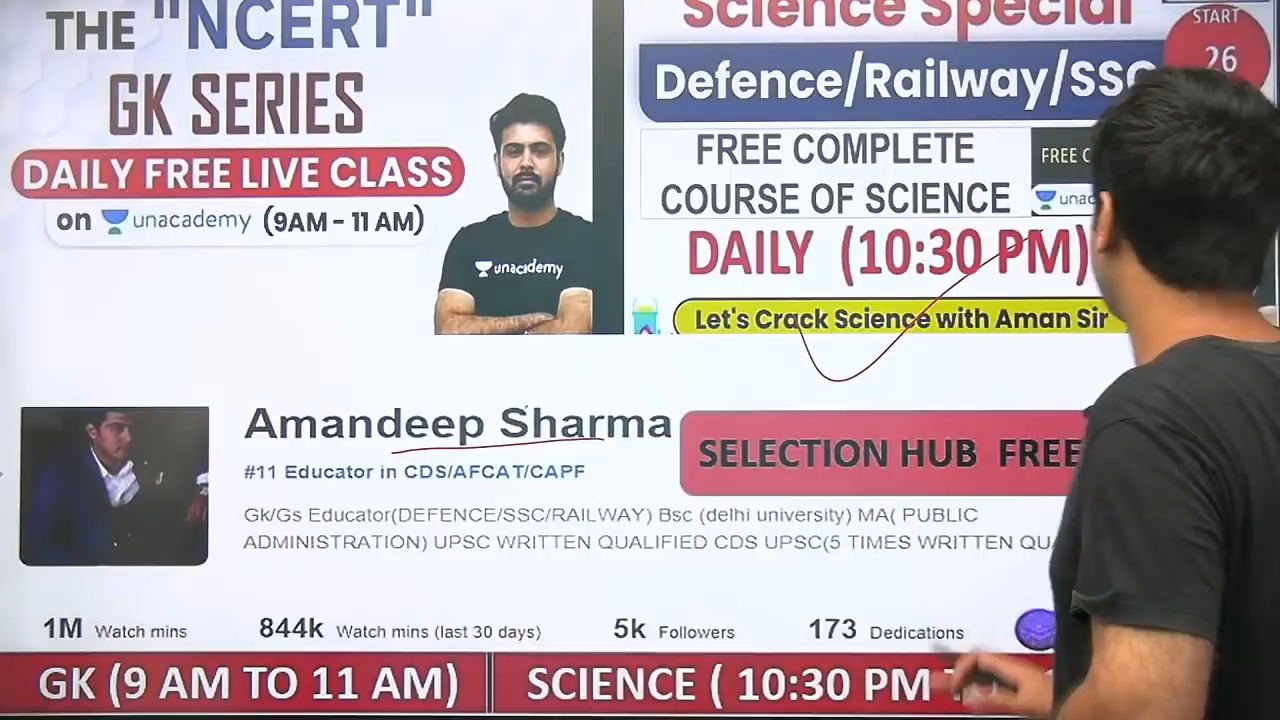 THE "NCERT"
GK SERIES
DAILY FREE LIVE CLASS
on unacademy (9AM - 11 AM)
unacademy
Science Special
START
26
Defence/Railway/SSC
FREE COMPLETE
COURSE OF SCIENCE
FREE
DAILY (10:30 PM)
Let's Crack Science with Aman Sir
Amandeep Sharma
#11 Educator in CDS/AFCAT/CAPF
SELECTION HUB FREE
Gk/Gs Educator(DEFENCE/SSC/RAILWAY) Bsc (delhi university) MA( PUBLIC
ADMINISTRATION) UPSC WRITTEN QUALIFIED CDS UPSC(5 TIMES WRITTEN
1M Watch mins
844k Watch mins (last 30 days)
5k Followers
173 Dedications
GK (9 AM TO 11 AM)
SCIENCE ( 10:30 PM